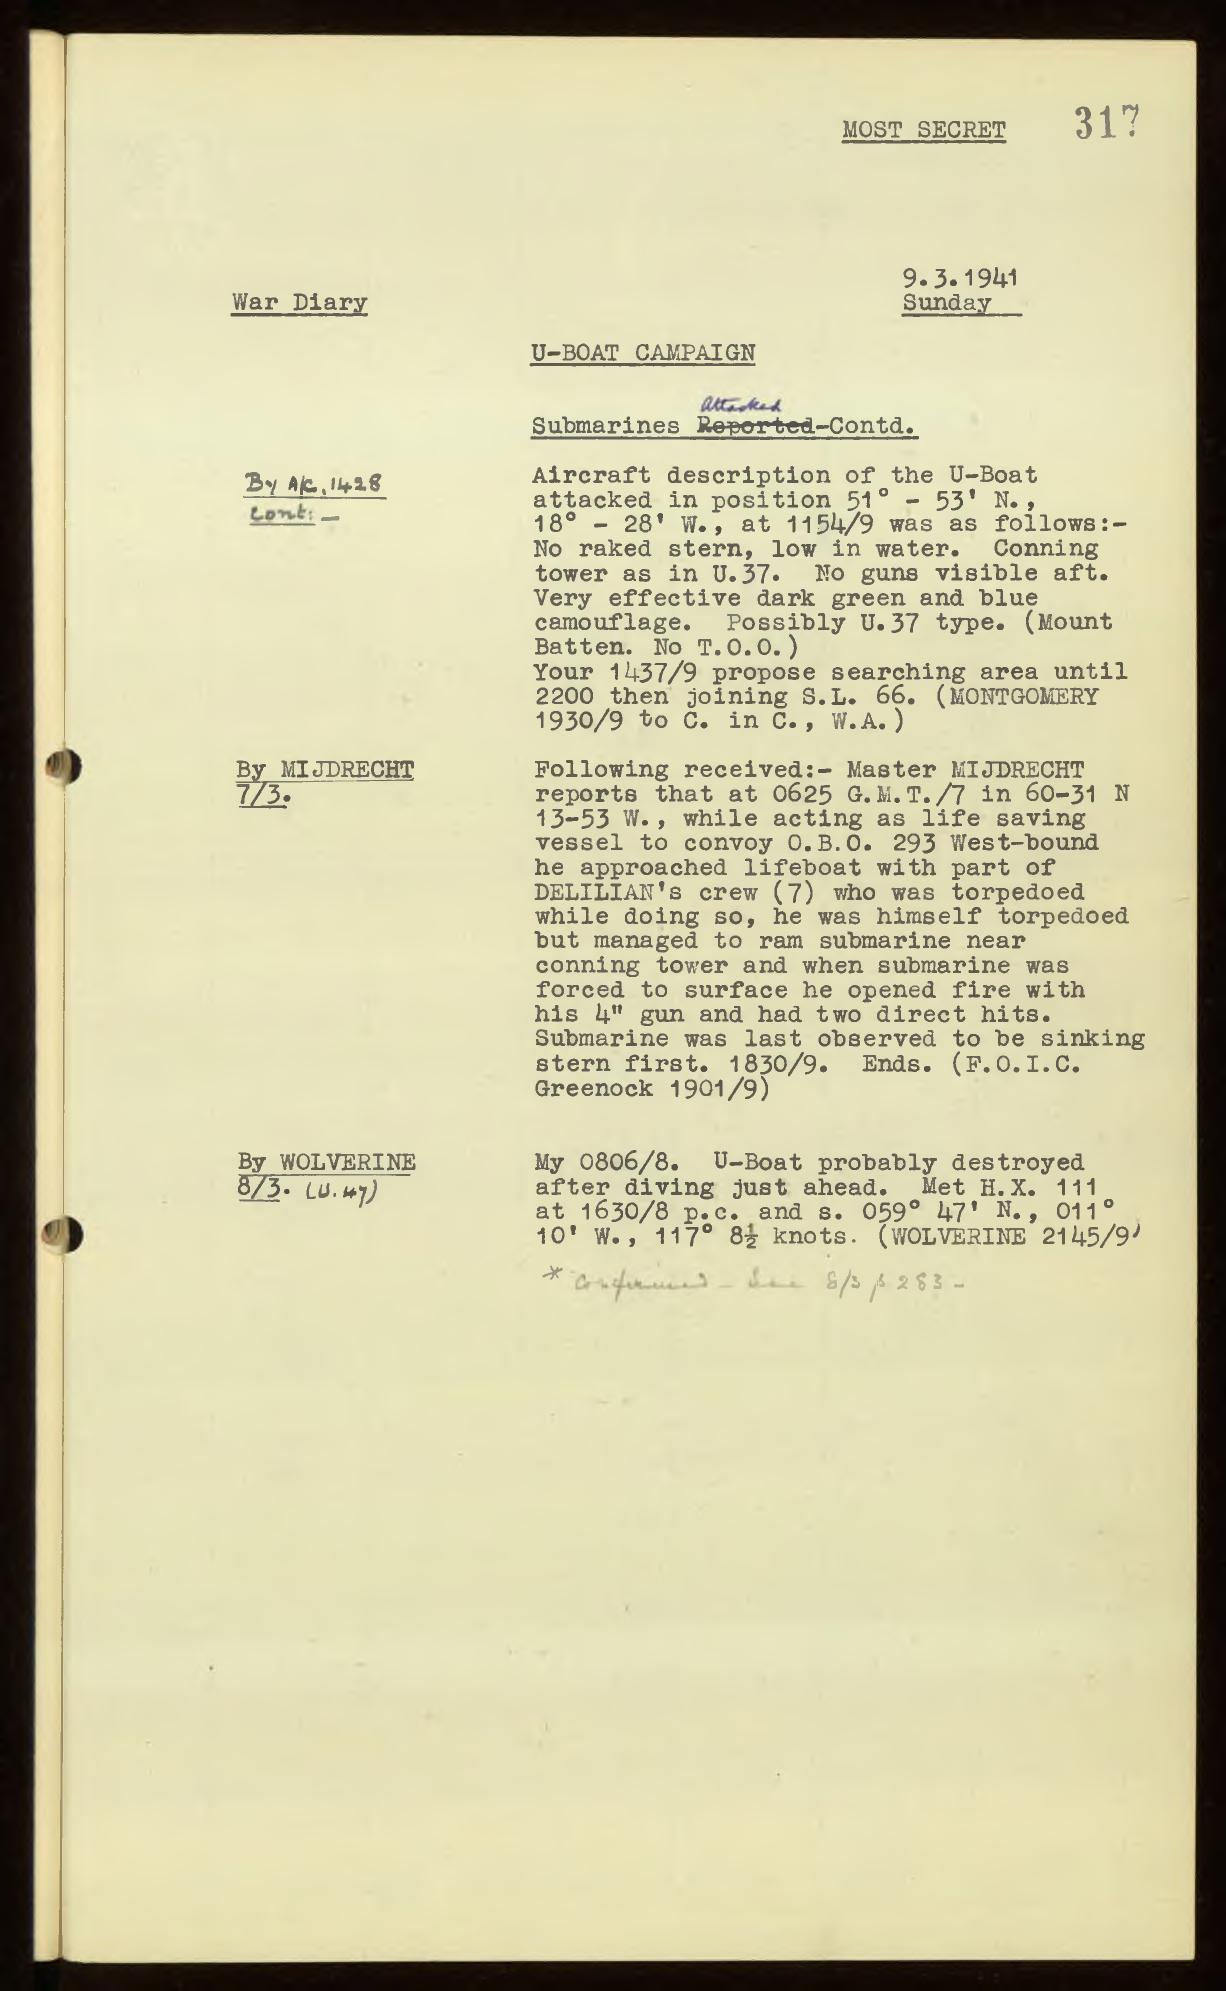 MOST SECRET 317
9.3.1941
War Diary Sunday
U-BOAT CAMPAIGN
Attacked
Submarines Reported-Contd.
By A/C. 1428
Cont: -
Aircraft description of the U-Boat
attacked in position 51° - 53' N.,
18° - 28' W., at 1154/9 was as follows:-
No raked stern, low in water. Conning
tower as in U.37. No guns visible aft.
Very effective dark green and blue
camouflage. Possibly U.37 type. (Mount
Batten. No T.O.O.)
Your 1437/9 propose searching area until
2200 then joining S.L. 66. (MONTGOMERY
1930/9 to C. in C., W.A.)
By MIJDRECHT
7/3.
Following received:- Master MIJDRECHT
reports that at 0625 G.M.T./7 in 60-31 N
13-53 W., while acting as life saving
vessel to convoy O.B.O. 293 West-bound
he approached lifeboat with part of
DELILIAN's crew (7) who was torpedoed
while doing so, he was himself torpedoed
but managed to ram submarine near
conning tower and when submarine was
forced to surface he opened fire with
his 4" gun and had two direct hits.
Submarine was last observed to be sinking
stern first. 1830/9. Ends. (F.O.I.C.
Greenock 1901/9)
By WOLVERINE
8/3. (U.47)
My 0806/8. U-Boat probably destroyed
after diving just ahead. Met H.X. 111
at 1630/8 p.c. and s. 059° 47' N., 011°
10' W., 117° 8½ knots. (WOLVERINE 2145/9)
* Confirmed - See 8/3 p 283 -